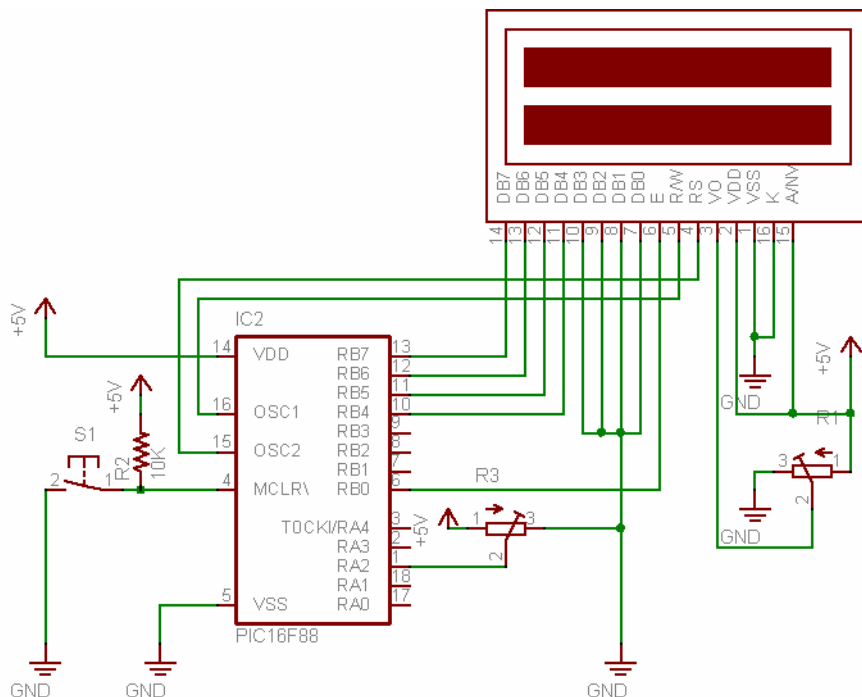 DB7 DB6 DB5 DB4 DB3 DB2 DB1 DB0 E R/W RS VO VDD VSS K A/NV
14 13 12 11 10 9 8 7 6 5 4 3 2 1 16 15
+5V
IC2
14 VDD RB7 13
RB6 12
+5V
+5V
RB5 11
16 OSC1 RB4 10
GND
RB3 9
R1
S1
R2
10K
15 OSC2 RB2 8
RB1 7
3 1
2 1
4 MCLR\ RB0 6
R3
2
T0CKI/RA4 3
+5V
1 3
GND
RA3 2
RA2 1
2
RA1 18
5 VSS RA0 17
PIC16F88
GND GND GND